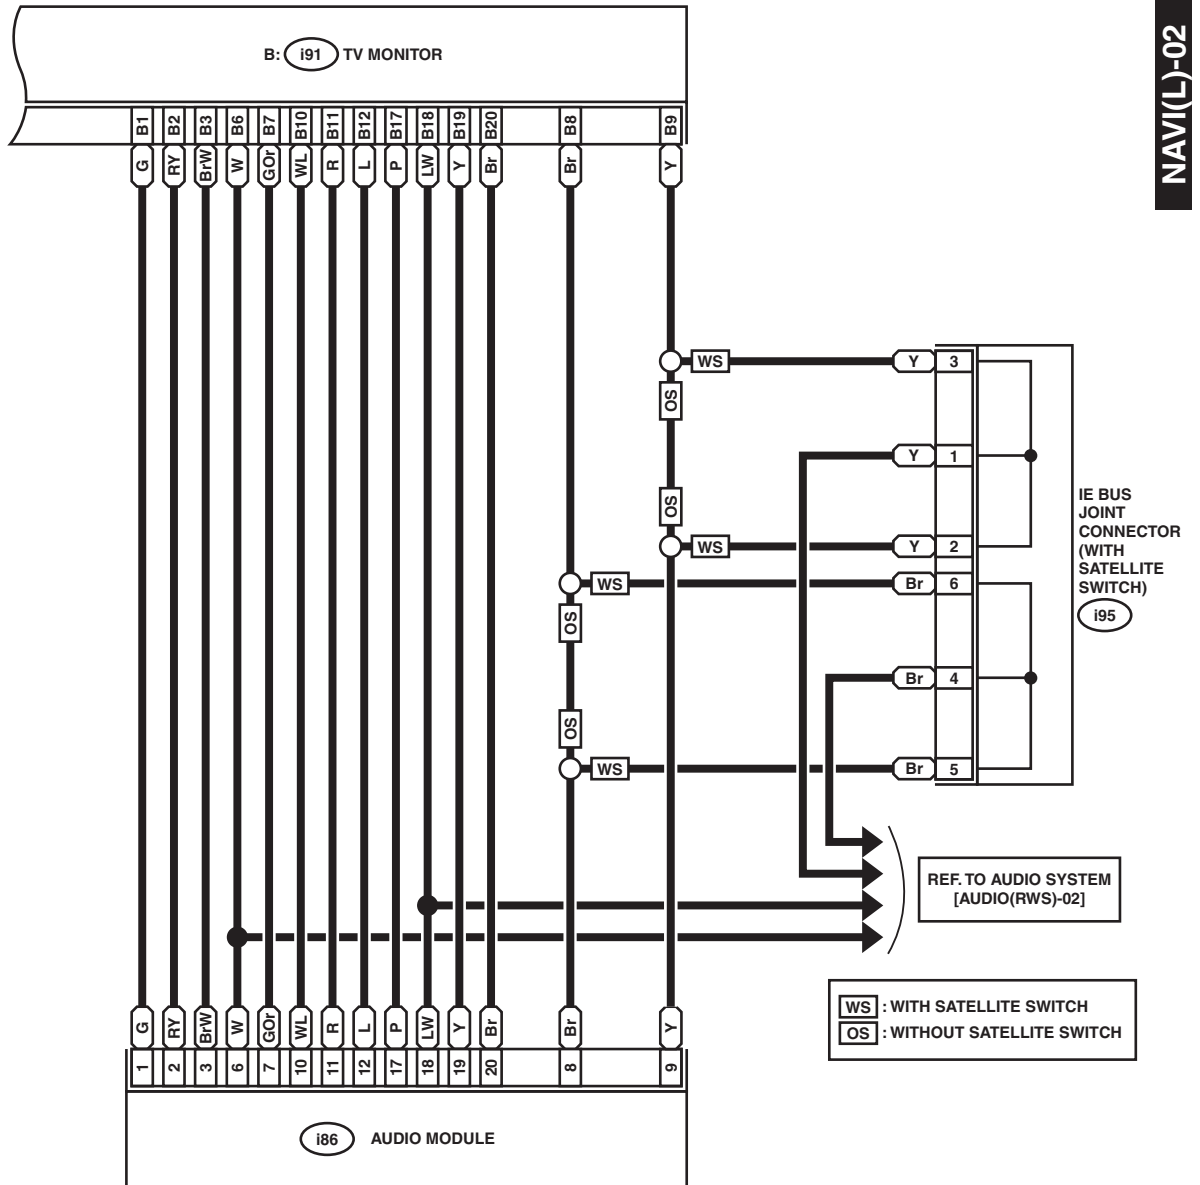 NAVI(L)-02
B: i91 TV MONITOR
B1 B2 B3 B6 B7 B10 B11 B12 B17 B18 B19 B20 B8 B9
G RY BrW W GOr WL R L P LW Y Br Br Y
WS Y 3
OS
Y 1
OS
WS Y 2
WS Br 6
OS
Br 4
OS
WS Br 5
IE BUS
JOINT
CONNECTOR
(WITH
SATELLITE
SWITCH)
i95
REF. TO AUDIO SYSTEM
[AUDIO(RWS)-02]
WS : WITH SATELLITE SWITCH
OS : WITHOUT SATELLITE SWITCH
G RY BrW W GOr WL R L P LW Y Br Br Y
1 2 3 6 7 10 11 12 17 18 19 20 8 9
i86 AUDIO MODULE